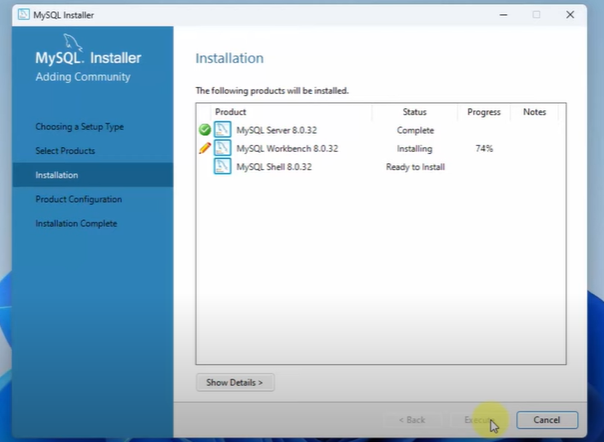 MySQL Installer
MySQL. Installer
Adding Community
Choosing a Setup Type
Select Products
Installation
Product Configuration
Installation Complete
Installation
The following products will be installed.
Product Status Progress Notes
MySQL Server 8.0.32 Complete
MySQL Workbench 8.0.32 Installing 74%
MySQL Shell 8.0.32 Ready to Install
Show Details >
< Back Execute Cancel